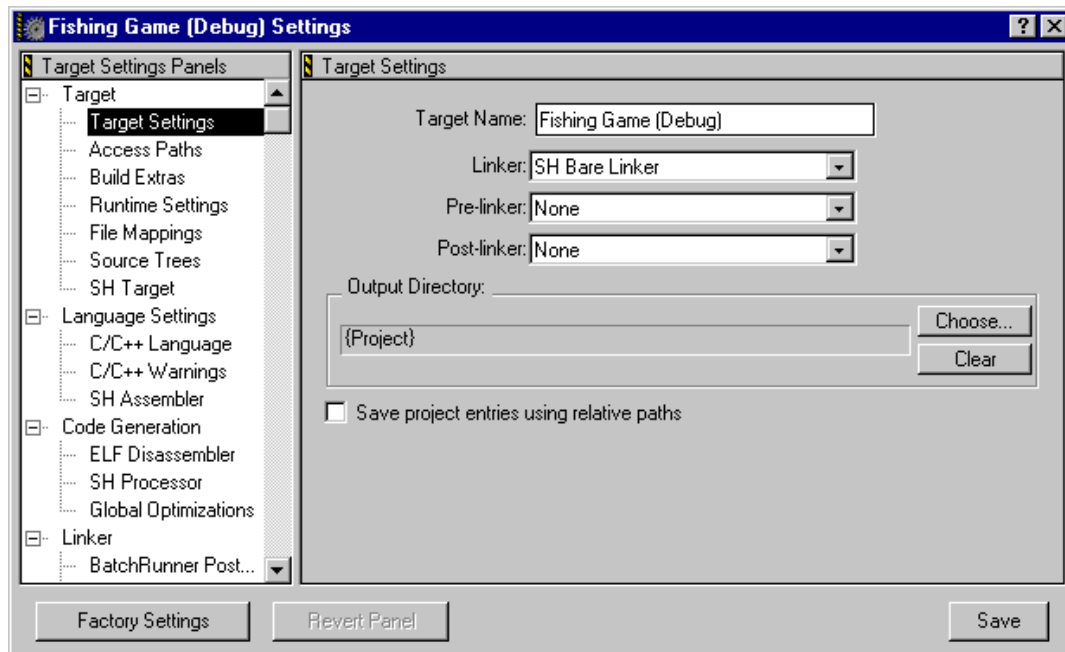 Fishing Game (Debug) Settings
Target Settings Panels
Target
Target Settings
Access Paths
Build Extras
Runtime Settings
File Mappings
Source Trees
SH Target
Language Settings
C/C++ Language
C/C++ Warnings
SH Assembler
Code Generation
ELF Disassembler
SH Processor
Global Optimizations
Linker
BatchRunner Post...
Target Settings
Target Name: Fishing Game (Debug)
Linker: SH Bare Linker
Pre-linker: None
Post-linker: None
Output Directory:
{Project}
Choose...
Clear
Save project entries using relative paths
Factory Settings
Revert Panel
Save